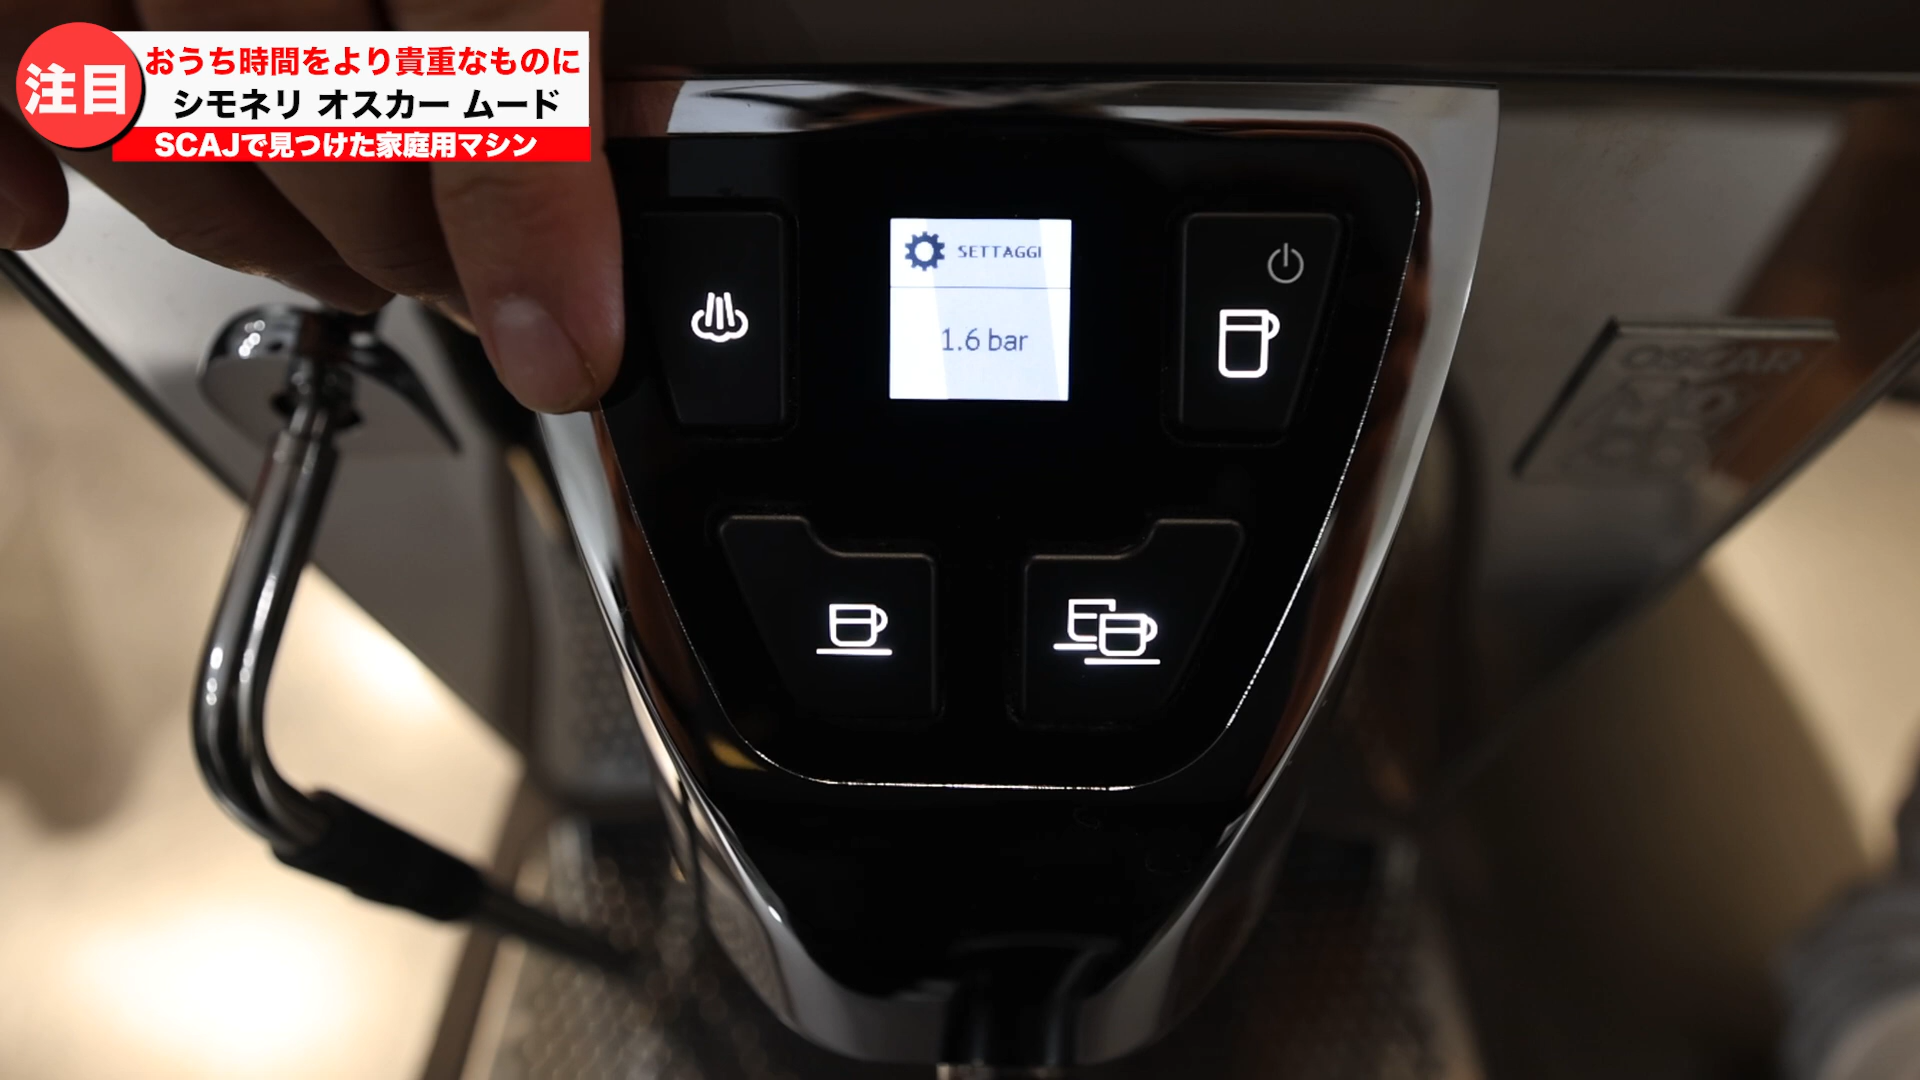 注目
おうち時間をより貴重なものに
シモネリ オスカー ムード
SCAJで見つけた家庭用マシン
SETTAGGI
1.6 bar
OSCAR
MOOD